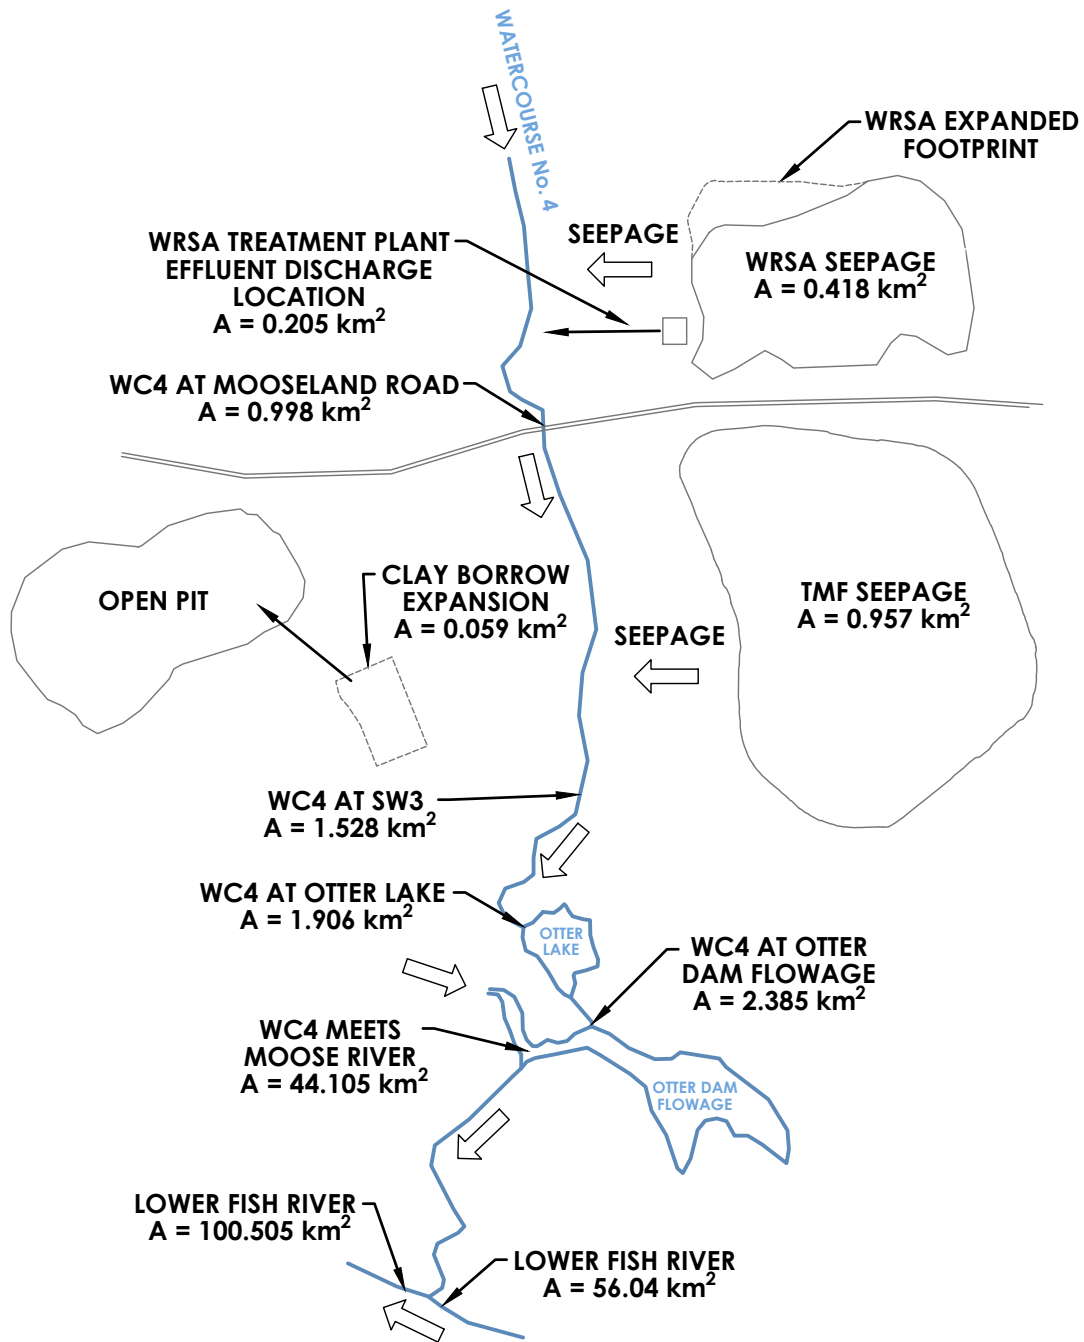 WATERCOURSE No. 4
WRSA EXPANDED
FOOTPRINT
SEEPAGE
WRSA TREATMENT PLANT
EFFLUENT DISCHARGE
LOCATION
A = 0.205 km²
WRSA SEEPAGE
A = 0.418 km²
WC4 AT MOOSELAND ROAD
A = 0.998 km²
OPEN PIT
CLAY BORROW
EXPANSION
A = 0.059 km²
TMF SEEPAGE
A = 0.957 km²
SEEPAGE
WC4 AT SW3
A = 1.528 km²
WC4 AT OTTER LAKE
A = 1.906 km²
OTTER
LAKE
WC4 AT OTTER
DAM FLOWAGE
A = 2.385 km²
WC4 MEETS
MOOSE RIVER
A = 44.105 km²
OTTER DAM
FLOWAGE
LOWER FISH RIVER
A = 100.505 km²
LOWER FISH RIVER
A = 56.04 km²